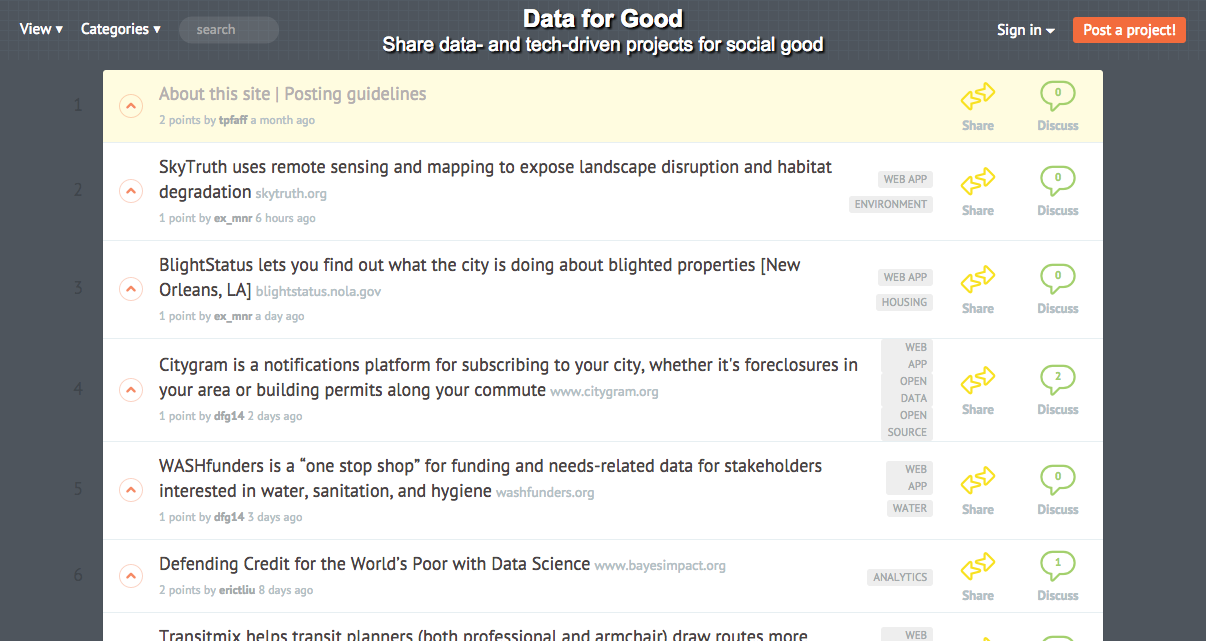 View ▾ Categories ▾ search
Data for Good
Share data- and tech-driven projects for social good
Sign in ▾ Post a project!
1
About this site | Posting guidelines
2 points by tpfaff a month ago
Share
0
Discuss
2
SkyTruth uses remote sensing and mapping to expose landscape disruption and habitat
degradation skytruth.org
1 point by ex_mnr 6 hours ago
WEB APP
ENVIRONMENT
Share
0
Discuss
3
BlightStatus lets you find out what the city is doing about blighted properties [New
Orleans, LA] blightstatus.nola.gov
1 point by ex_mnr a day ago
WEB APP
HOUSING
Share
0
Discuss
4
Citygram is a notifications platform for subscribing to your city, whether it's foreclosures in
your area or building permits along your commute www.citygram.org
1 point by dfg14 2 days ago
WEB
APP
OPEN
DATA
OPEN
SOURCE
Share
2
Discuss
5
WASHfunders is a “one stop shop” for funding and needs-related data for stakeholders
interested in water, sanitation, and hygiene washfunders.org
1 point by dfg14 3 days ago
WEB
APP
WATER
Share
0
Discuss
6
Defending Credit for the World’s Poor with Data Science www.bayesimpact.org
2 points by erictliu 8 days ago
ANALYTICS
Share
1
Discuss
Transitmix helps transit planners (both professional and armchair) draw routes more
WEB